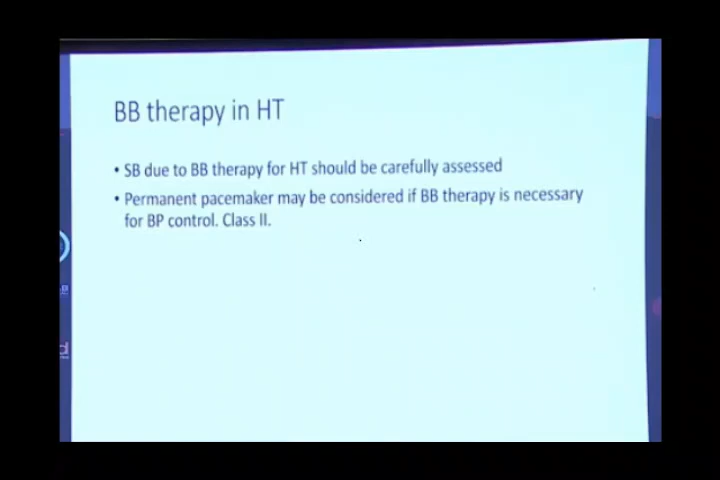 BB therapy in HT
• SB due to BB therapy for HT should be carefully assessed
• Permanent pacemaker may be considered if BB therapy is necessary
for BP control. Class II.